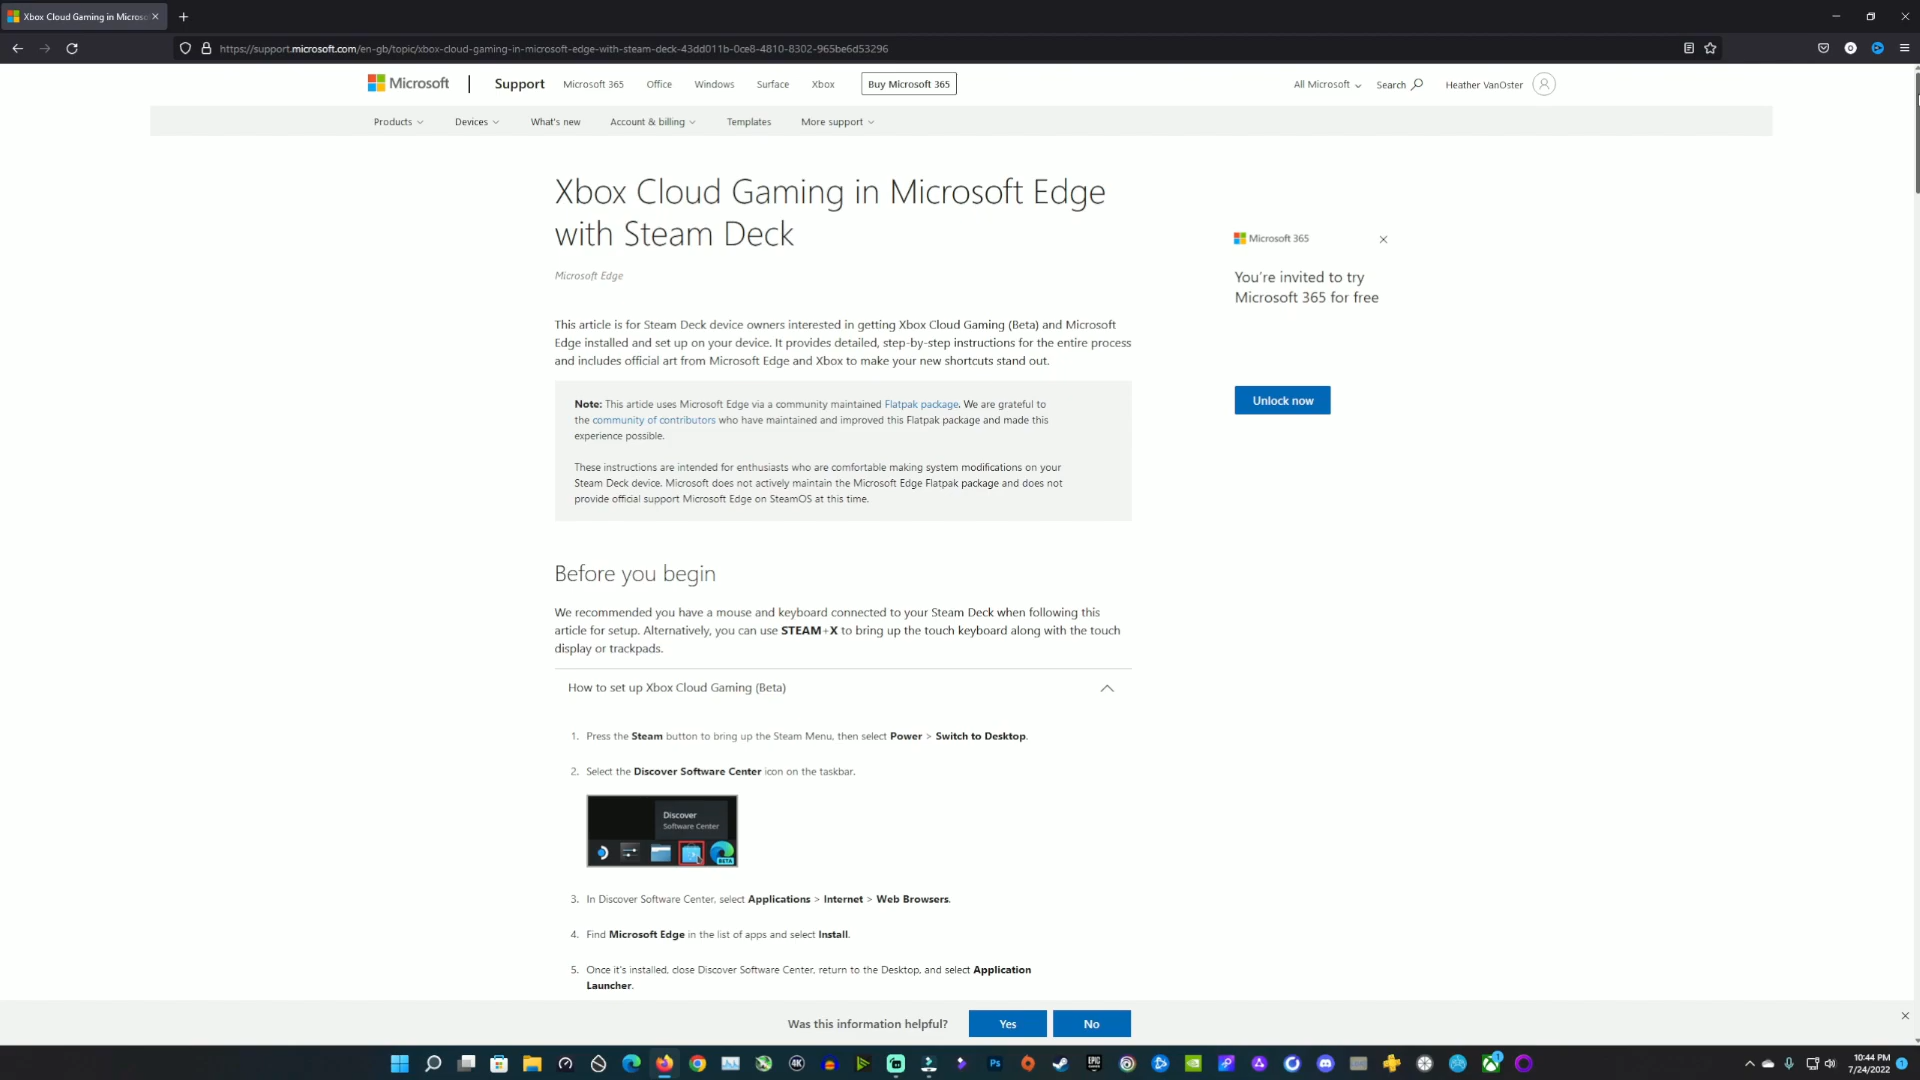 Xbox Cloud Gaming in Micros
https://support.microsoft.com/en-gb/topic/xbox-cloud-gaming-in-microsoft-edge-with-steam-deck-43dd011b-0ce8-4810-8302-965be6d53296
Microsoft Support Microsoft 365 Office Windows Surface Xbox Buy Microsoft 365 All Microsoft Search Heather VanOster
Products Devices What's new Account & billing Templates More support
Xbox Cloud Gaming in Microsoft Edge
with Steam Deck
Microsoft Edge
Microsoft 365
You're invited to try
Microsoft 365 for free
Unlock now
This article is for Steam Deck device owners interested in getting Xbox Cloud Gaming (Beta) and Microsoft
Edge installed and set up on your device. It provides detailed, step-by-step instructions for the entire process
and includes official art from Microsoft Edge and Xbox to make your new shortcuts stand out.
Note: This article uses Microsoft Edge via a community maintained Flatpak package. We are grateful to
the community of contributors who have maintained and improved this Flatpak package and made this
experience possible.
These instructions are intended for enthusiasts who are comfortable making system modifications on your
Steam Deck device. Microsoft does not actively maintain the Microsoft Edge Flatpak package and does not
provide official support Microsoft Edge on SteamOS at this time.
Before you begin
We recommended you have a mouse and keyboard connected to your Steam Deck when following this
article for setup. Alternatively, you can use STEAM+X to bring up the touch keyboard along with the touch
display or trackpads.
How to set up Xbox Cloud Gaming (Beta)
1. Press the Steam button to bring up the Steam Menu, then select Power > Switch to Desktop.
2. Select the Discover Software Center icon on the taskbar.
Discover
Software Center
BETA
3. In Discover Software Center, select Applications > Internet > Web Browsers.
4. Find Microsoft Edge in the list of apps and select Install.
5. Once it's installed, close Discover Software Center, return to the Desktop, and select Application
Launcher.
Was this information helpful? Yes No
4K
Ps
EPIC
10:44 PM
7/24/2022